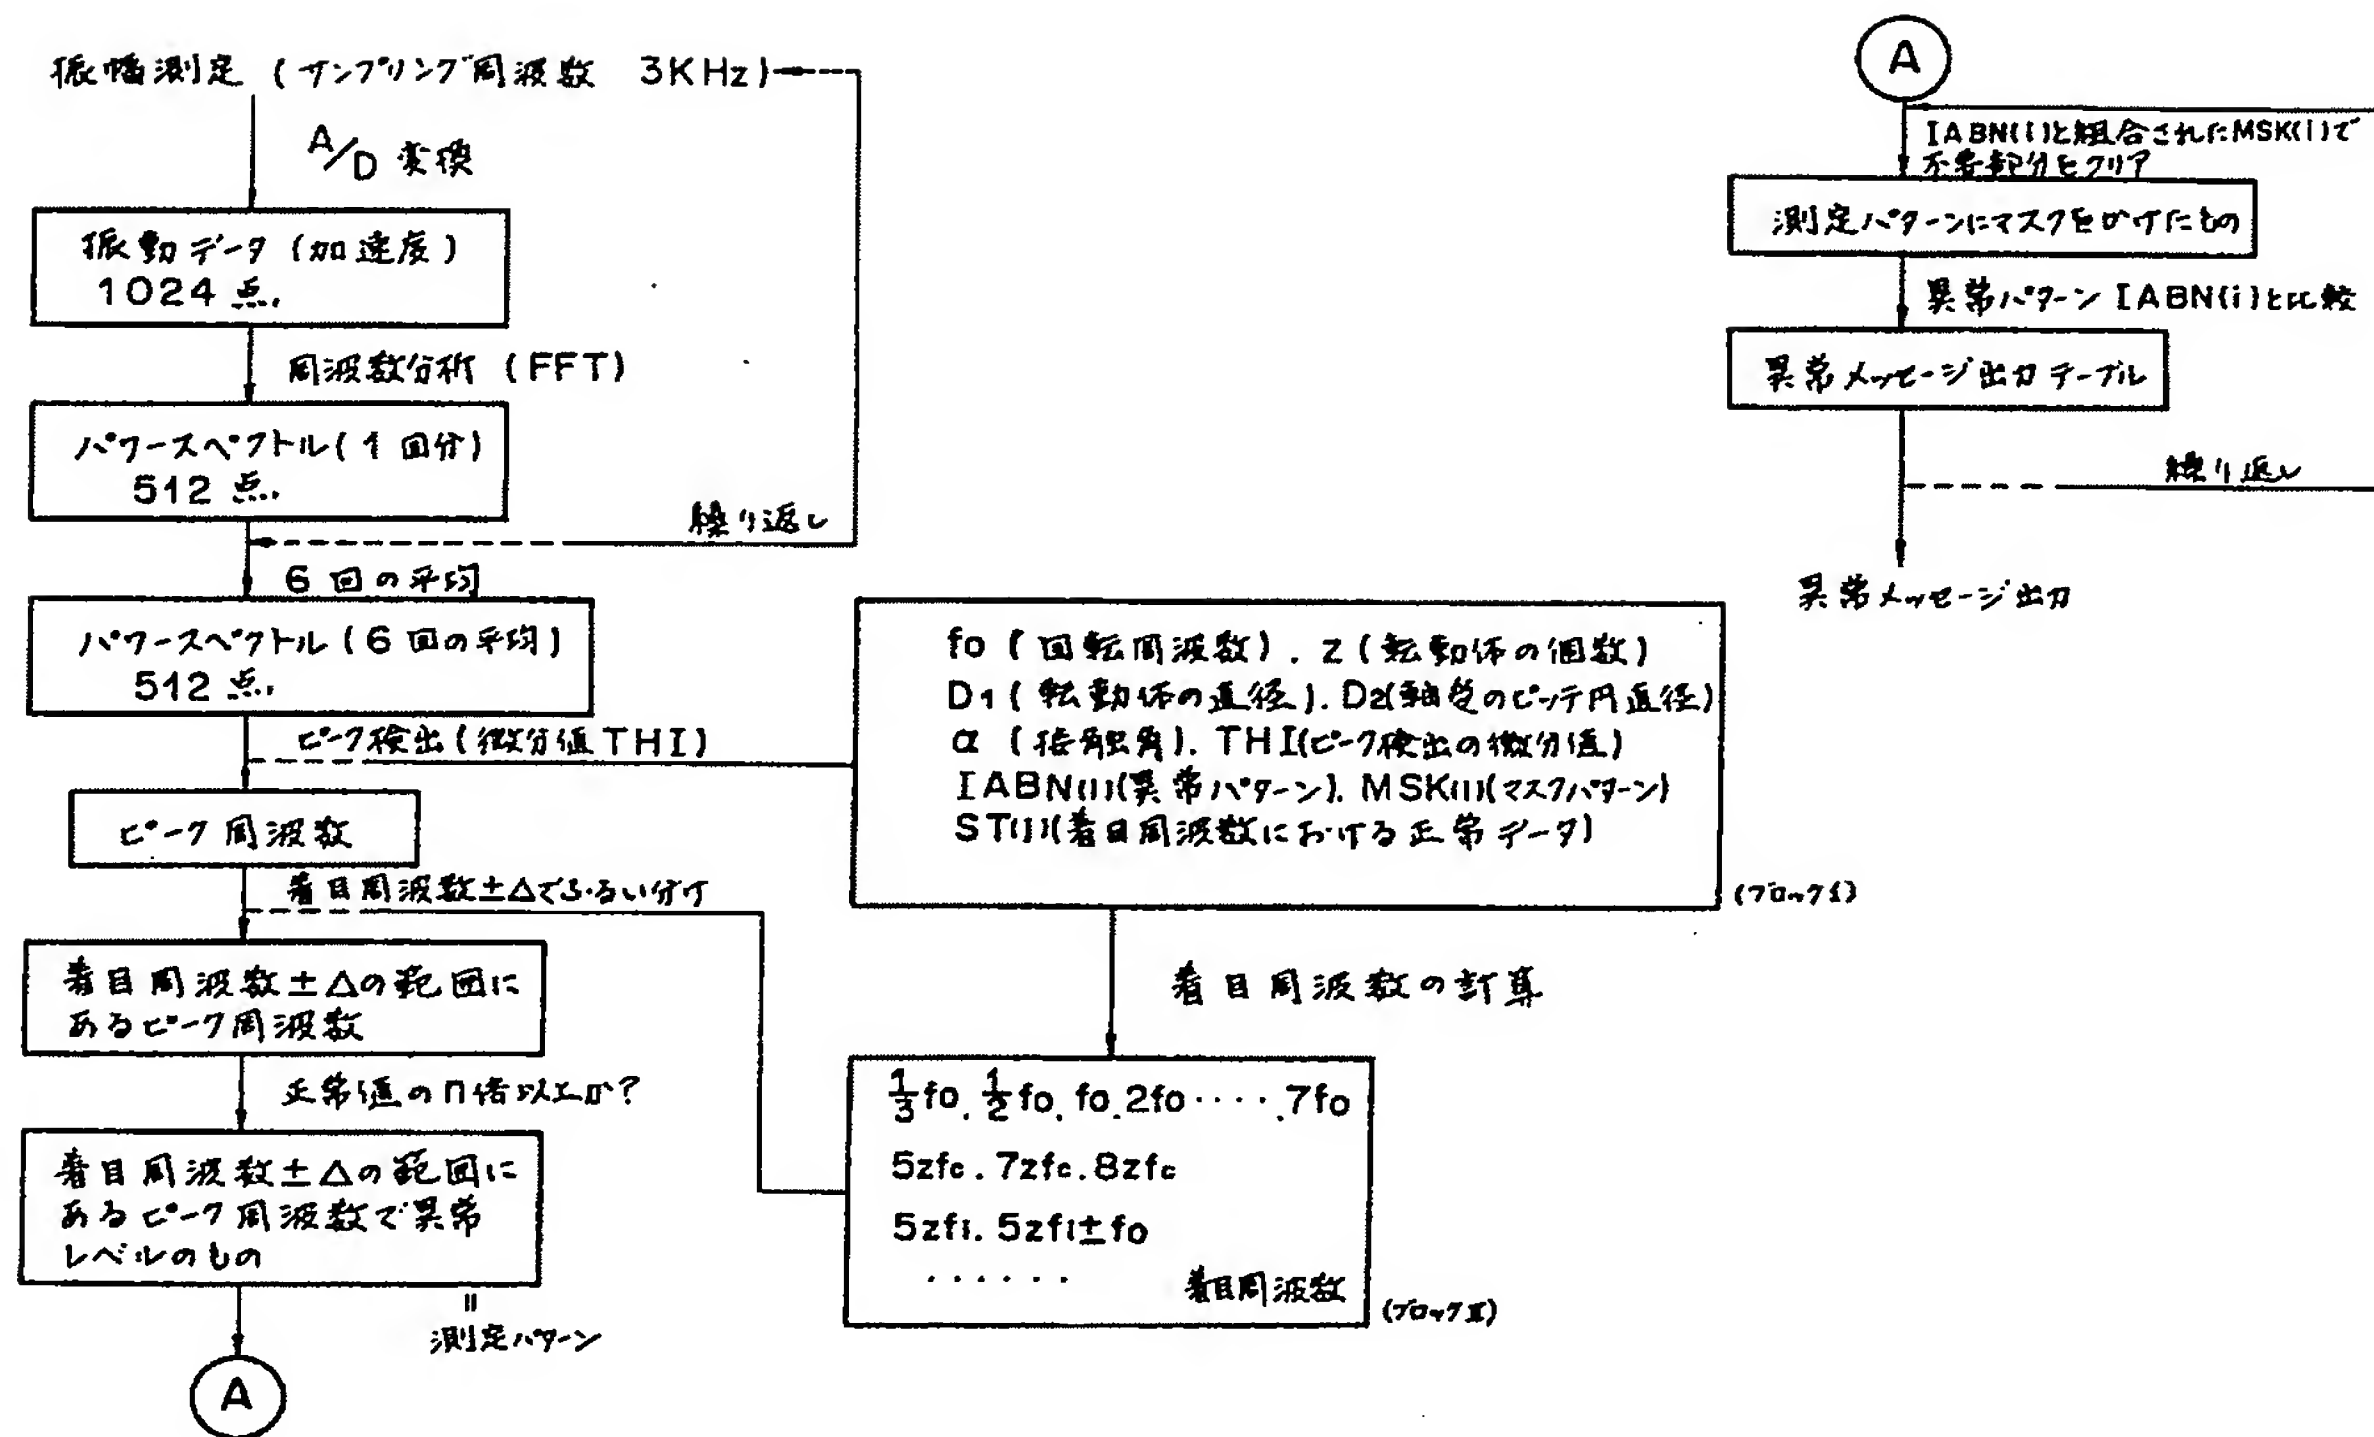 振幅測定 (サンプリング周波数 3KHz)
A/D 変換
振動データ (加速度)
1024 点.
周波数分析 (FFT)
パワースペクトル (1 回分)
512 点.
繰り返し
6 回の平均
パワースペクトル (6 回の平均)
512 点.
ピーク検出 (微分値 THI)
ピーク周波数
着目周波数±Δでふるい分け
着目周波数±Δの範囲に
あるピーク周波数
正常値の n 倍以上か?
着目周波数±Δの範囲に
あるピーク周波数で異常
レベルのもの
=
測定パターン
A
fo (回転周波数). z (転動体の個数)
D1 (転動体の直径). D2(軸受のピッチ円直径)
α (接触角). THI(ピーク検出の微分値)
IABN(i)(異常パターン). MSK(i)(マスクパターン)
ST(i)(着目周波数における正常データ)
(ブロックI)
着目周波数の計算
1/3 fo. 1/2 fo. fo. 2fo ····. 7fo
5zfc. 7zfc. 8zfc
5zfi. 5zfi±fo
······ 着目周波数
(ブロックII)
A
IABN(i)と組合されたMSK(i)で
不要部分をクリア
測定パターンにマスクをかけたもの
異常パターン IABN(i)と比較
異常メッセージ出力テーブル
繰り返し
異常メッセージ出力